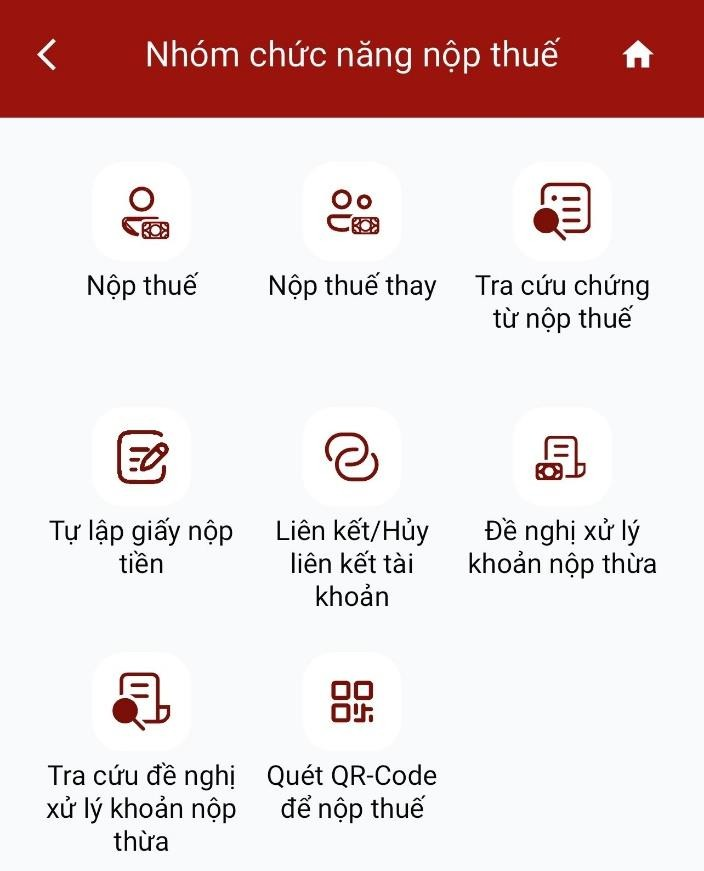 Nhóm chức năng nộp thuế
Nộp thuế
Nộp thuế thay
Tra cứu chứng
từ nộp thuế
Tự lập giấy nộp
tiền
Liên kết/Hủy
liên kết tài
khoản
Đề nghị xử lý
khoản nộp thừa
Tra cứu đề nghị
xử lý khoản nộp
thừa
Quét QR-Code
để nộp thuế